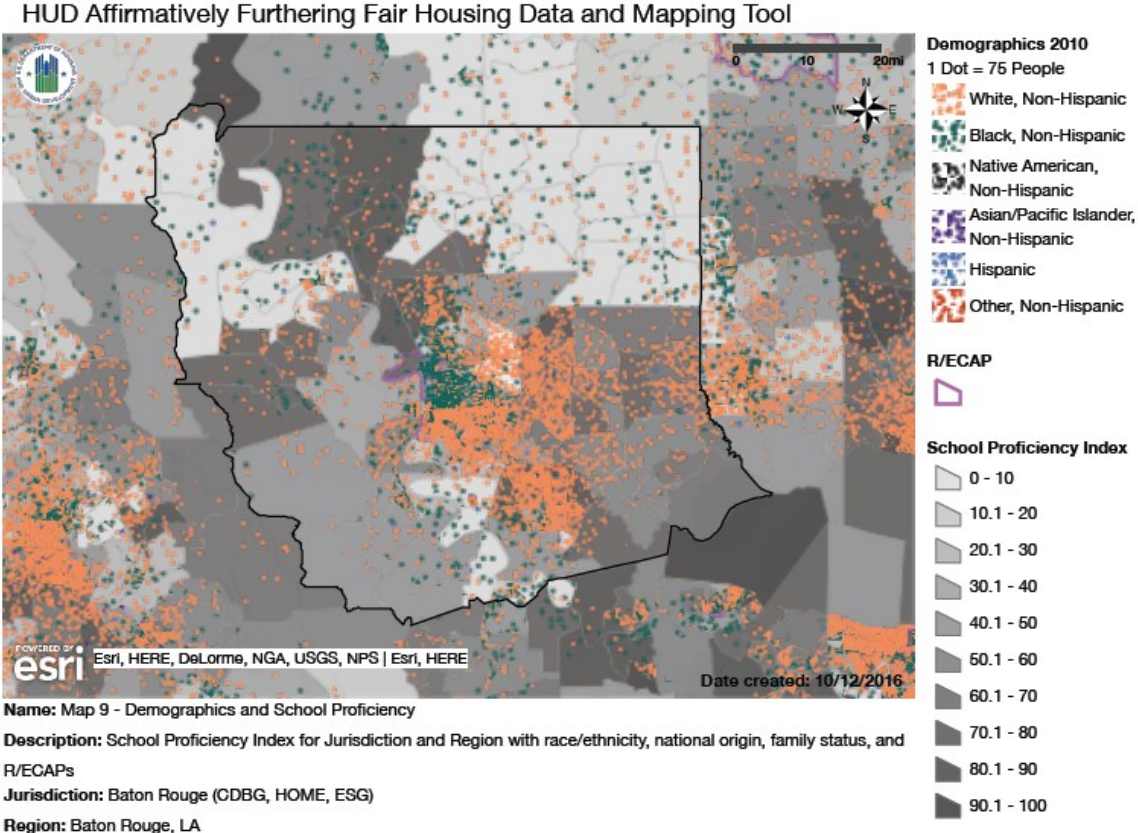 HUD Affirmatively Furthering Fair Housing Data and Mapping Tool
0 10 20mi
N
W E
S
POWERED BY
esri
Esri, HERE, DeLorme, NGA, USGS, NPS | Esri, HERE
Date created: 10/12/2016
Demographics 2010
1 Dot = 75 People
White, Non-Hispanic
Black, Non-Hispanic
Native American,
Non-Hispanic
Asian/Pacific Islander,
Non-Hispanic
Hispanic
Other, Non-Hispanic
R/ECAP
School Proficiency Index
0 - 10
10.1 - 20
20.1 - 30
30.1 - 40
40.1 - 50
50.1 - 60
60.1 - 70
70.1 - 80
80.1 - 90
90.1 - 100
Name: Map 9 - Demographics and School Proficiency
Description: School Proficiency Index for Jurisdiction and Region with race/ethnicity, national origin, family status, and
R/ECAPs
Jurisdiction: Baton Rouge (CDBG, HOME, ESG)
Region: Baton Rouge, LA